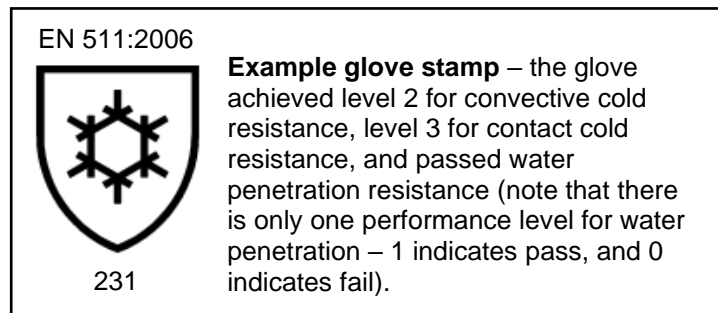 EN 511:2006
231
Example glove stamp – the glove
achieved level 2 for convective cold
resistance, level 3 for contact cold
resistance, and passed water
penetration resistance (note that there
is only one performance level for water
penetration – 1 indicates pass, and 0
indicates fail).